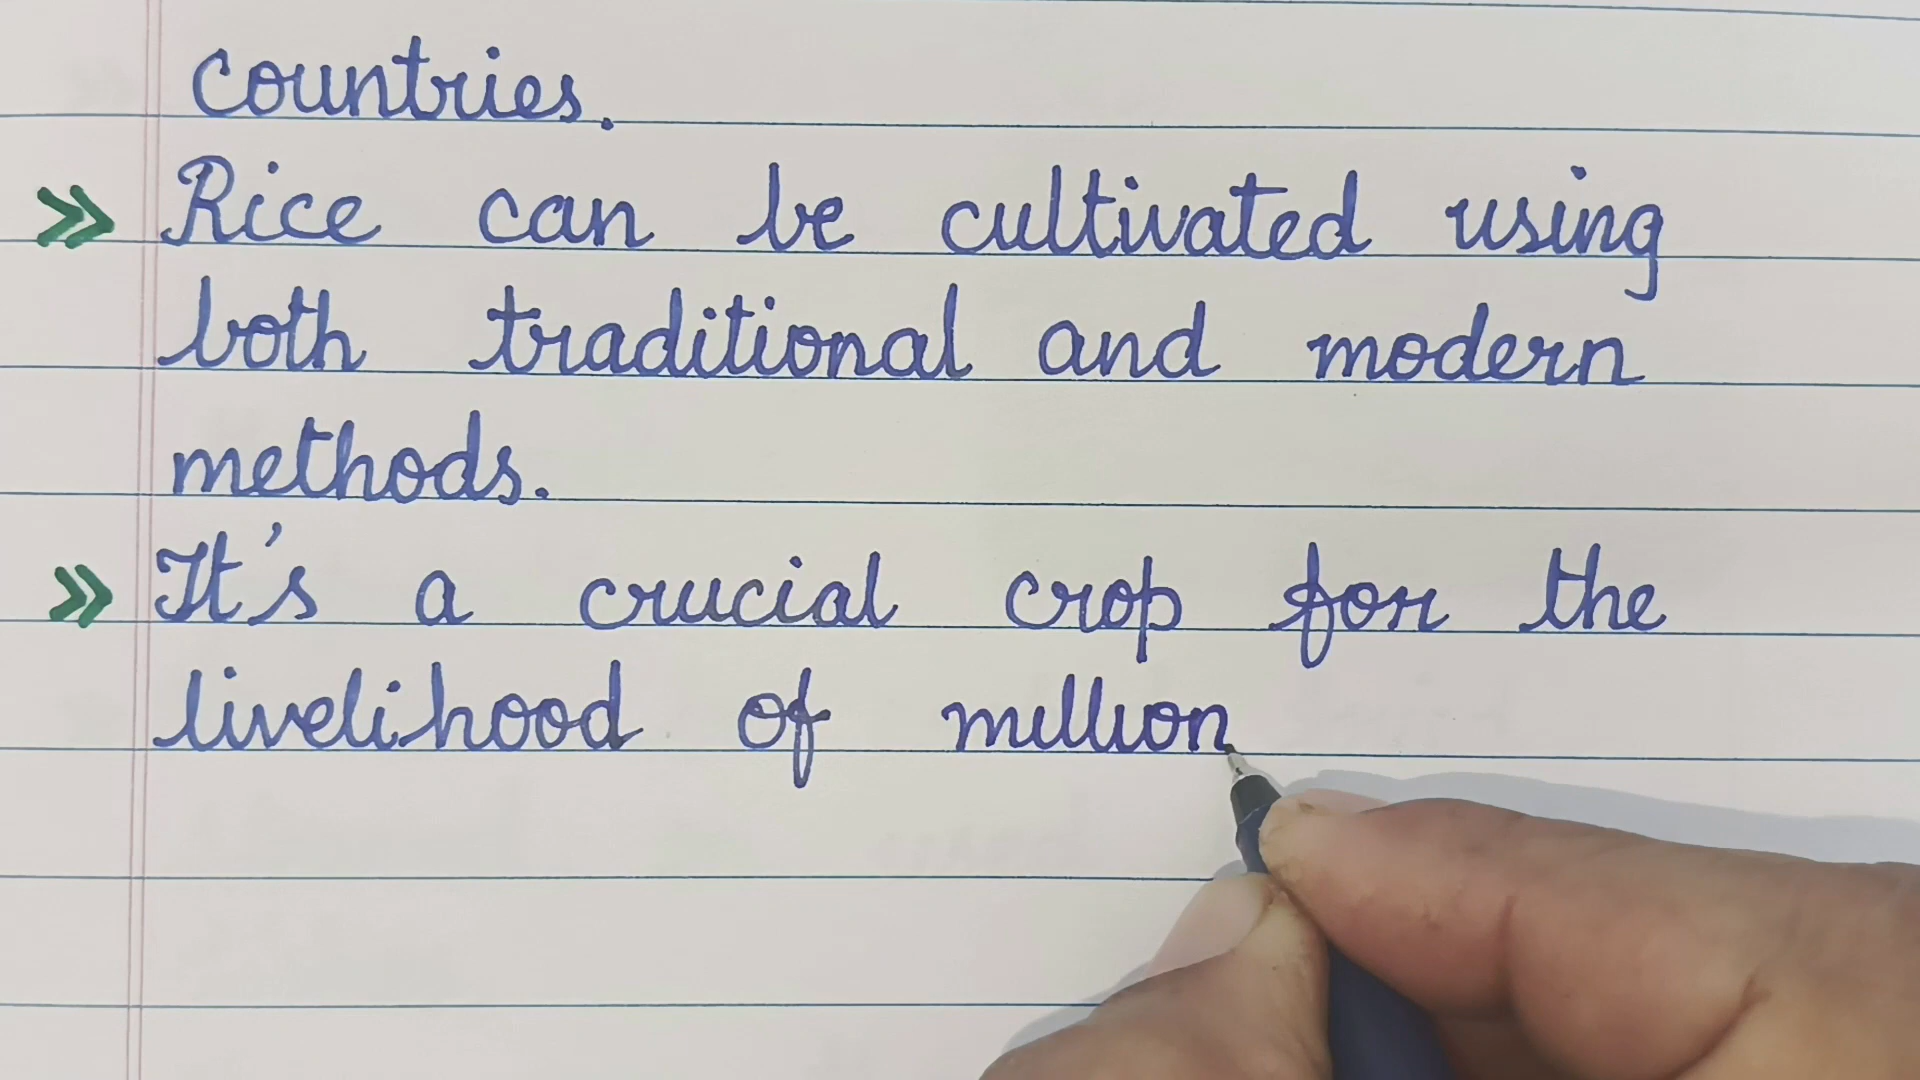 countries.
» Rice can be cultivated using
both traditional and modern
methods.
» It's a crucial crop for the
livelihood of million